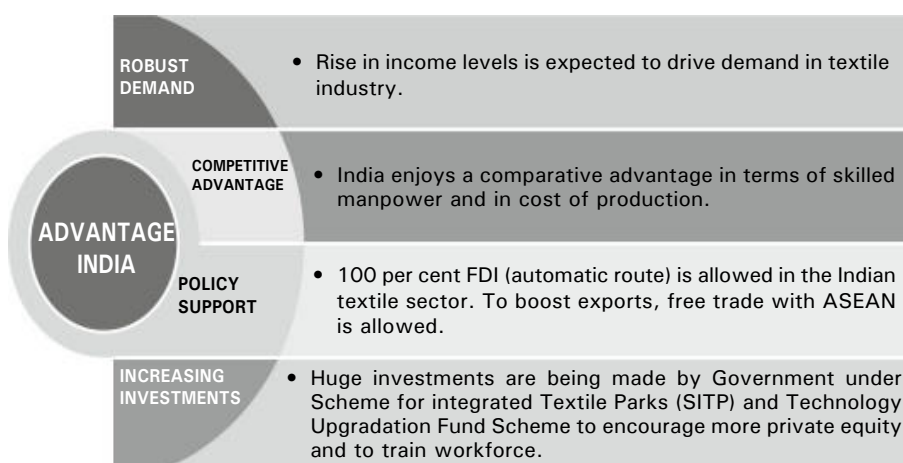 ROBUST
DEMAND
• Rise in income levels is expected to drive demand in textile
industry.
COMPETITIVE
ADVANTAGE
• India enjoys a comparative advantage in terms of skilled
manpower and in cost of production.
ADVANTAGE
INDIA
POLICY
SUPPORT
• 100 per cent FDI (automatic route) is allowed in the Indian
textile sector. To boost exports, free trade with ASEAN
is allowed.
INCREASING
INVESTMENTS
• Huge investments are being made by Government under
Scheme for integrated Textile Parks (SITP) and Technology
Upgradation Fund Scheme to encourage more private equity
and to train workforce.